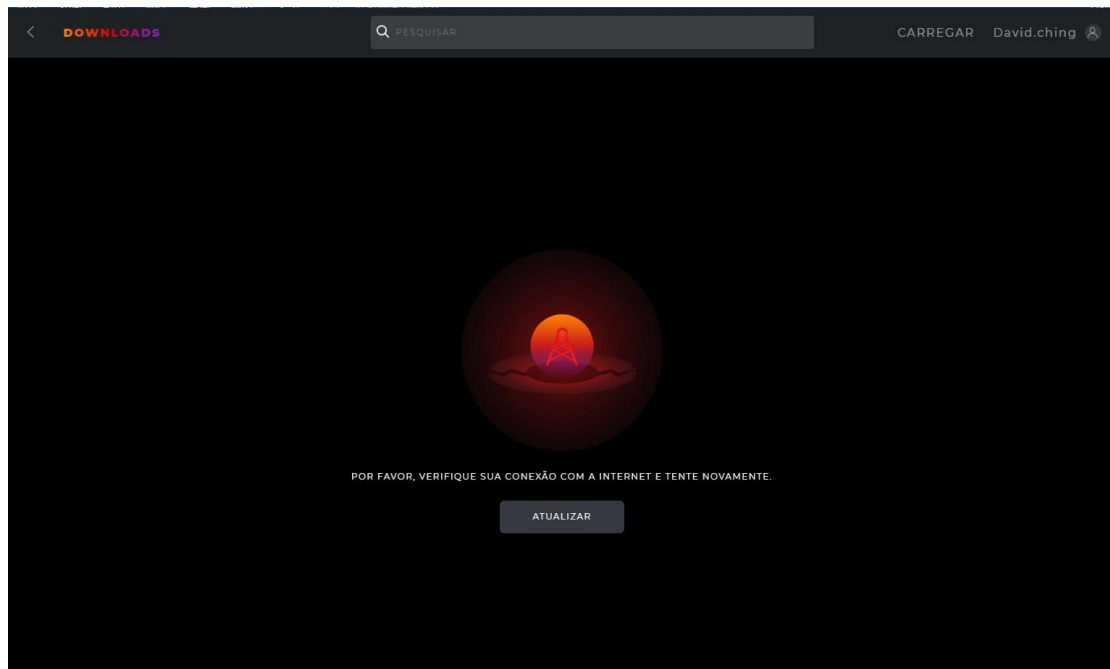 DOWNLOADS
PESQUISAR
CARREGAR
David.ching
POR FAVOR, VERIFIQUE SUA CONEXÃO COM A INTERNET E TENTE NOVAMENTE.
ATUALIZAR